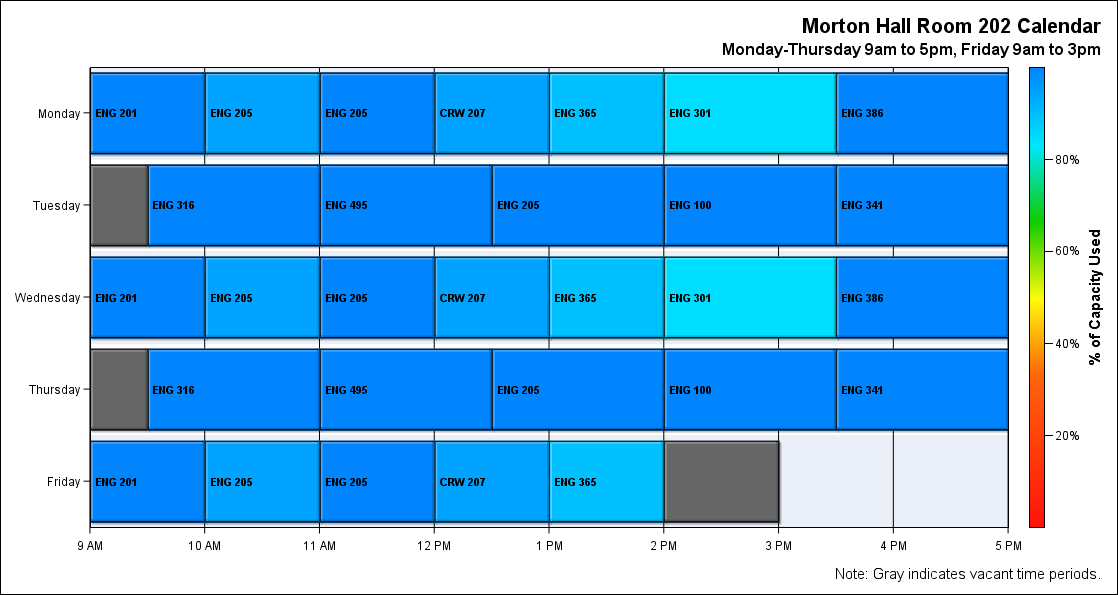 Morton Hall Room 202 Calendar
Monday-Thursday 9am to 5pm, Friday 9am to 3pm
Monday
ENG 201
ENG 205
ENG 205
CRW 207
ENG 365
ENG 301
ENG 386
Tuesday
ENG 316
ENG 495
ENG 205
ENG 100
ENG 341
Wednesday
ENG 201
ENG 205
ENG 205
CRW 207
ENG 365
ENG 301
ENG 386
Thursday
ENG 316
ENG 495
ENG 205
ENG 100
ENG 341
Friday
ENG 201
ENG 205
ENG 205
CRW 207
ENG 365
9 AM
10 AM
11 AM
12 PM
1 PM
2 PM
3 PM
4 PM
5 PM
80%
60%
40%
20%
% of Capacity Used
Note: Gray indicates vacant time periods.